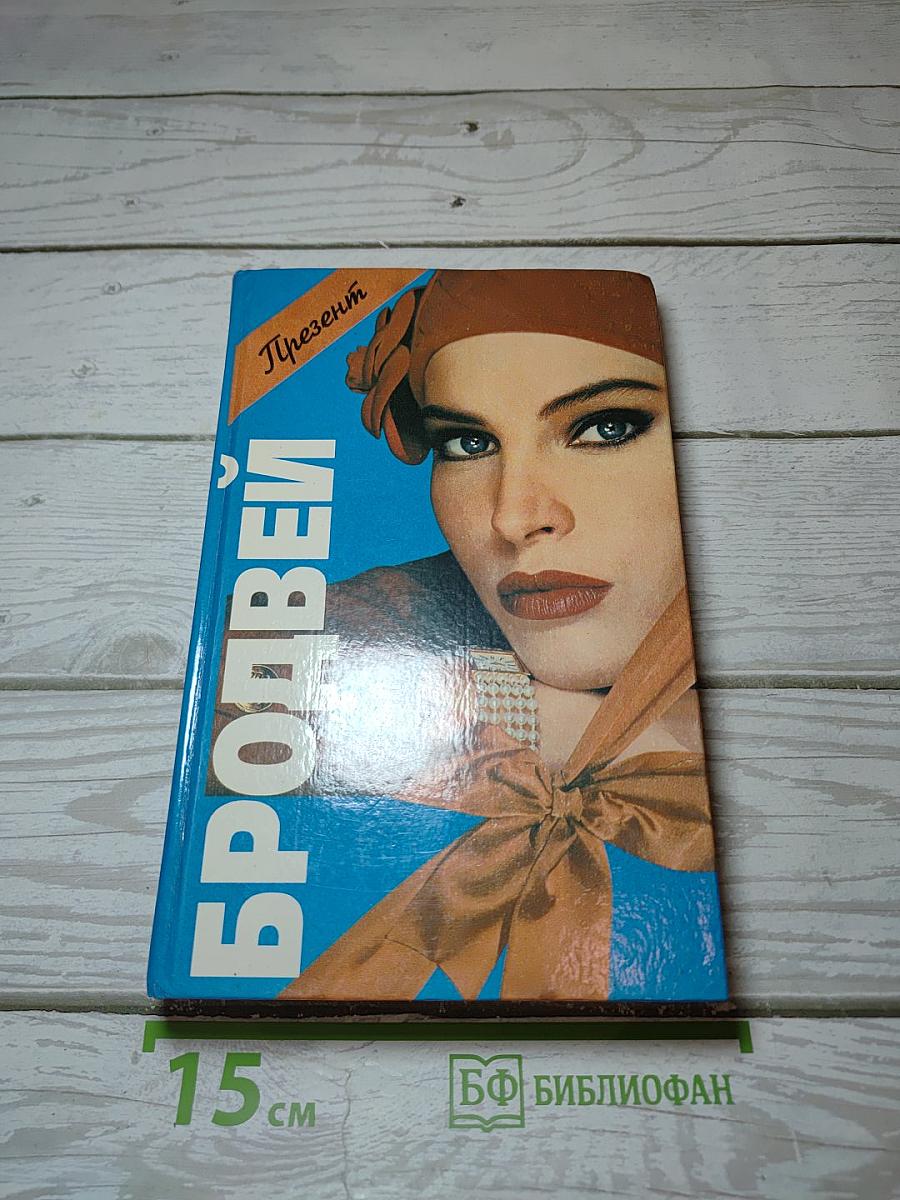 Презент
БРОДВЕЙ
15 см
БФ БИБЛИОФАН